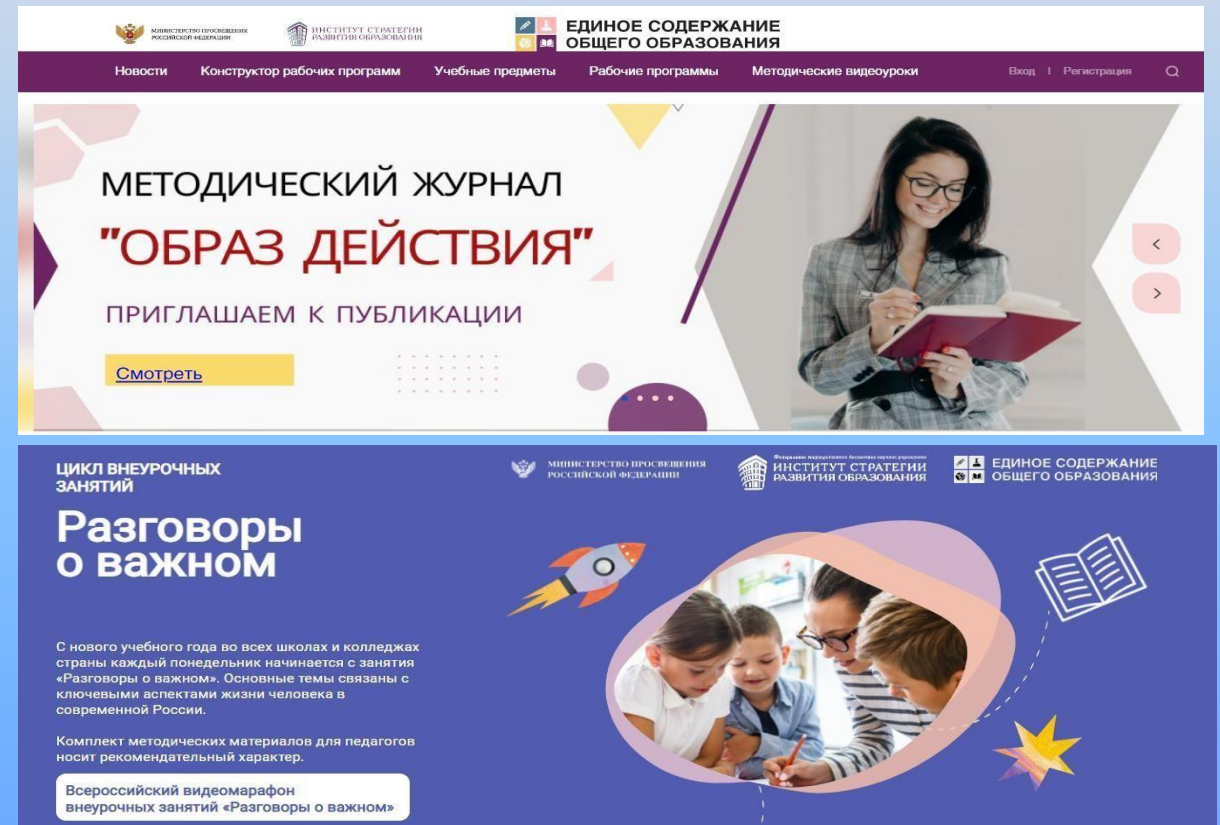 МИНИСТЕРСТВО ПРОСВЕЩЕНИЯ
РОССИЙСКОЙ ФЕДЕРАЦИИ
ИНСТИТУТ СТРАТЕГИИ
РАЗВИТИЯ ОБРАЗОВАНИЯ
ЕДИНОЕ СОДЕРЖАНИЕ
ОБЩЕГО ОБРАЗОВАНИЯ
Новости Конструктор рабочих программ Учебные предметы Рабочие программы Методические видеоуроки Вход | Регистрация
МЕТОДИЧЕСКИЙ ЖУРНАЛ
"ОБРАЗ ДЕЙСТВИЯ"
ПРИГЛАШАЕМ К ПУБЛИКАЦИИ
Смотреть
ЦИКЛ ВНЕУРОЧНЫХ
ЗАНЯТИЙ
МИНИСТЕРСТВО ПРОСВЕЩЕНИЯ
РОССИЙСКОЙ ФЕДЕРАЦИИ
ИНСТИТУТ СТРАТЕГИИ
РАЗВИТИЯ ОБРАЗОВАНИЯ
ЕДИНОЕ СОДЕРЖАНИЕ
ОБЩЕГО ОБРАЗОВАНИЯ
Разговоры
о важном
С нового учебного года во всех школах и колледжах
страны каждый понедельник начинается с занятия
«Разговоры о важном». Основные темы связаны с
ключевыми аспектами жизни человека в
современной России.
Комплект методических материалов для педагогов
носит рекомендательный характер.
Всероссийский видеомарафон
внеурочных занятий «Разговоры о важном»